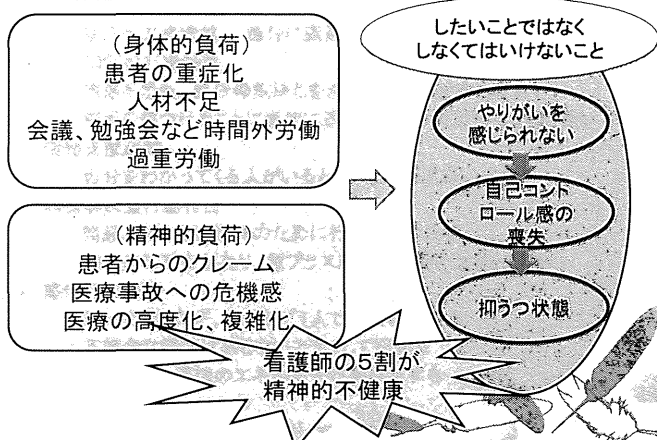 （身体的負荷）
患者の重症化
人材不足
会議、勉強会など時間外労働
過重労働
（精神的負荷）
患者からのクレーム
医療事故への危機感
医療の高度化、複雑化
看護師の５割が
精神的不健康
したいことではなく
しなくてはいけないこと
やりがいを
感じられない
自己コント
ロール感の
喪失
抑うつ状態